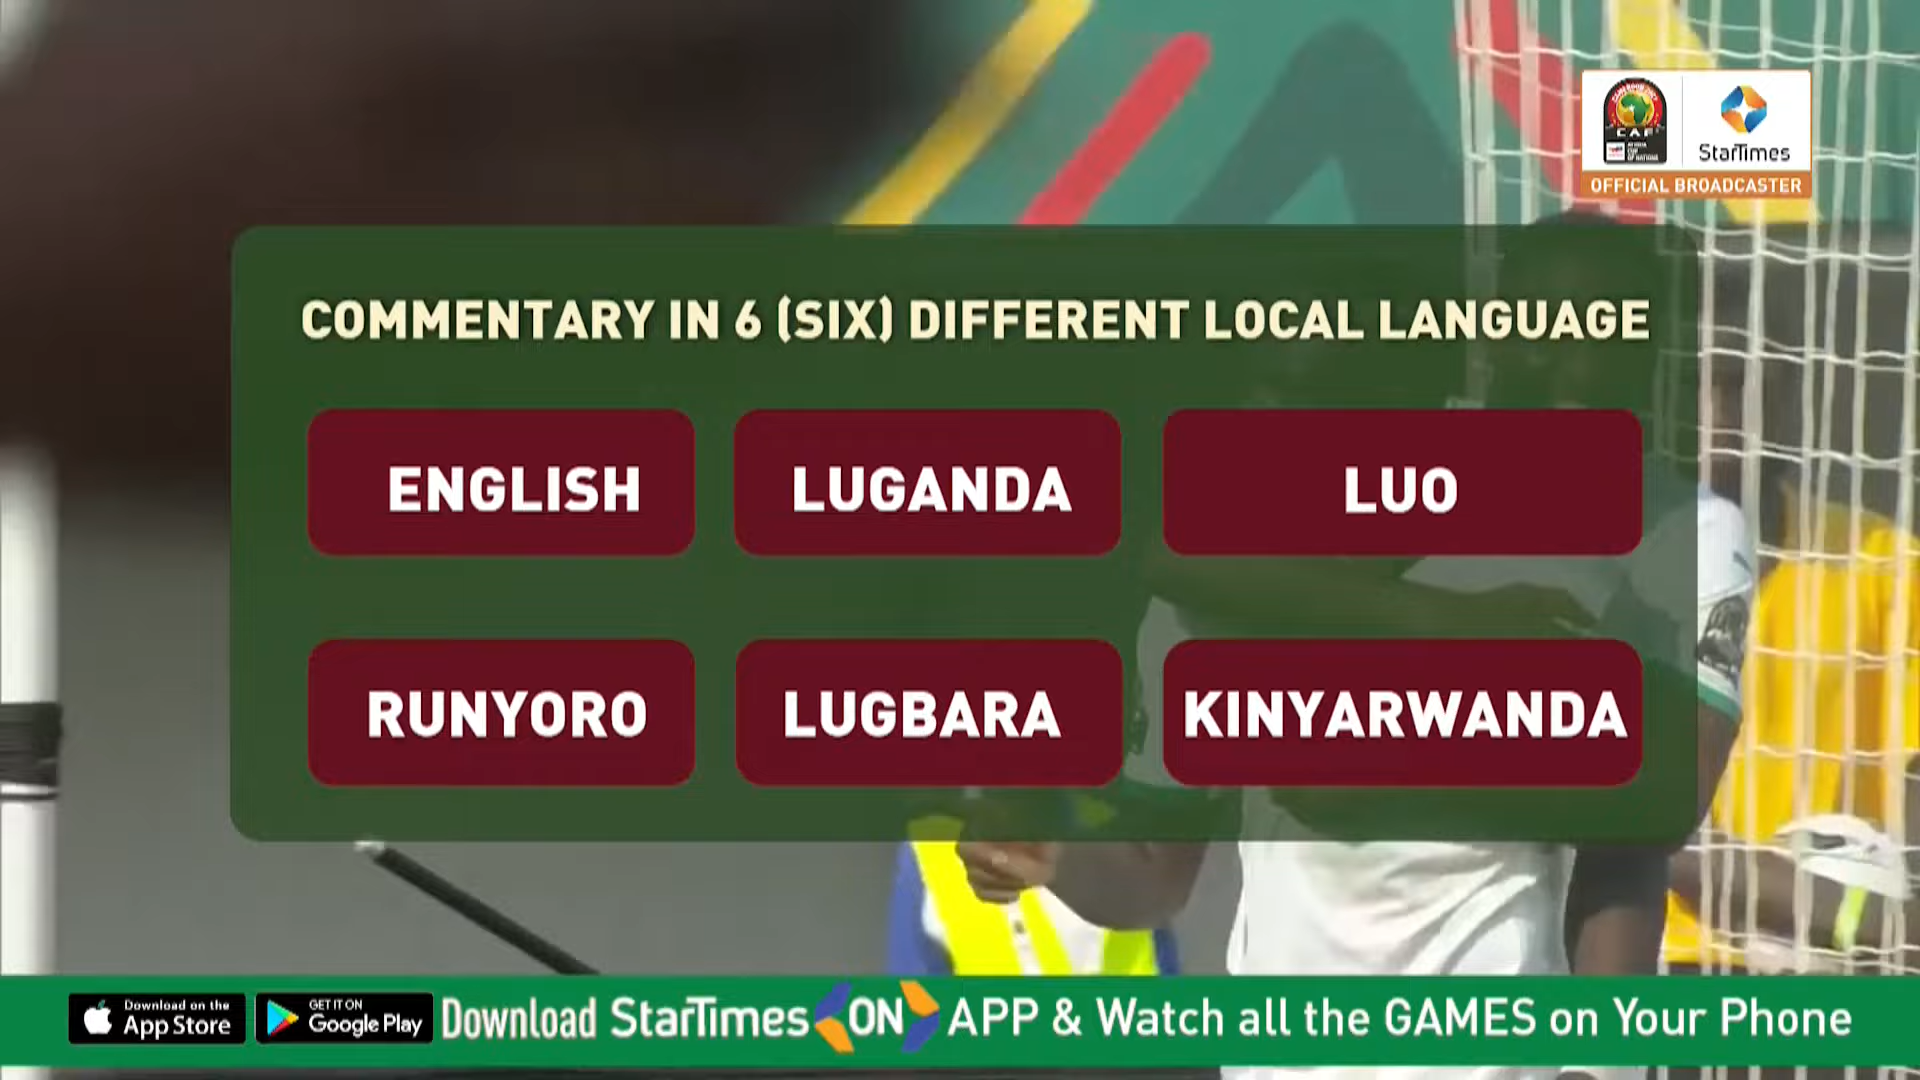 CAF
StarTimes
OFFICIAL BROADCASTER
COMMENTARY IN 6 (SIX) DIFFERENT LOCAL LANGUAGE
ENGLISH LUGANDA LUO
RUNYORO LUGBARA KINYARWANDA
Download on the App Store
GET IT ON Google Play
Download StarTimes ON APP & Watch all the GAMES on Your Phone